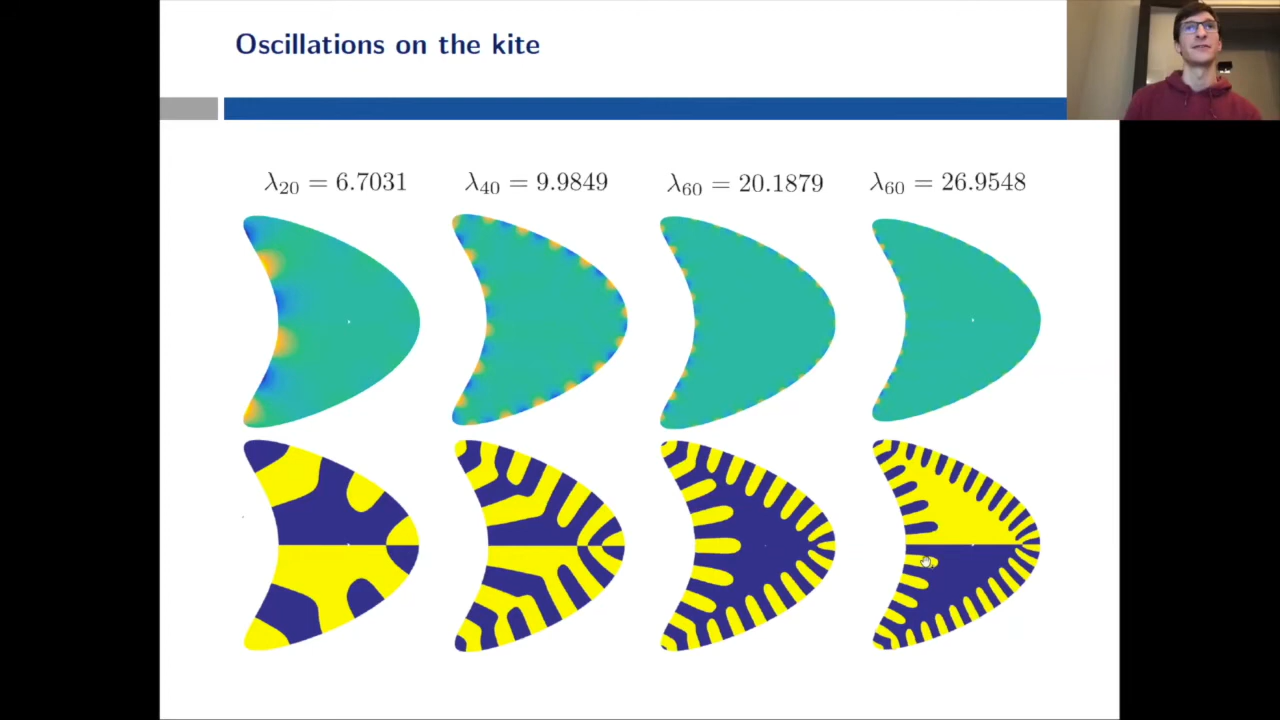 Oscillations on the kite
λ₂₀ = 6.7031
λ₄₀ = 9.9849
λ₆₀ = 20.1879
λ₆₀ = 26.9548